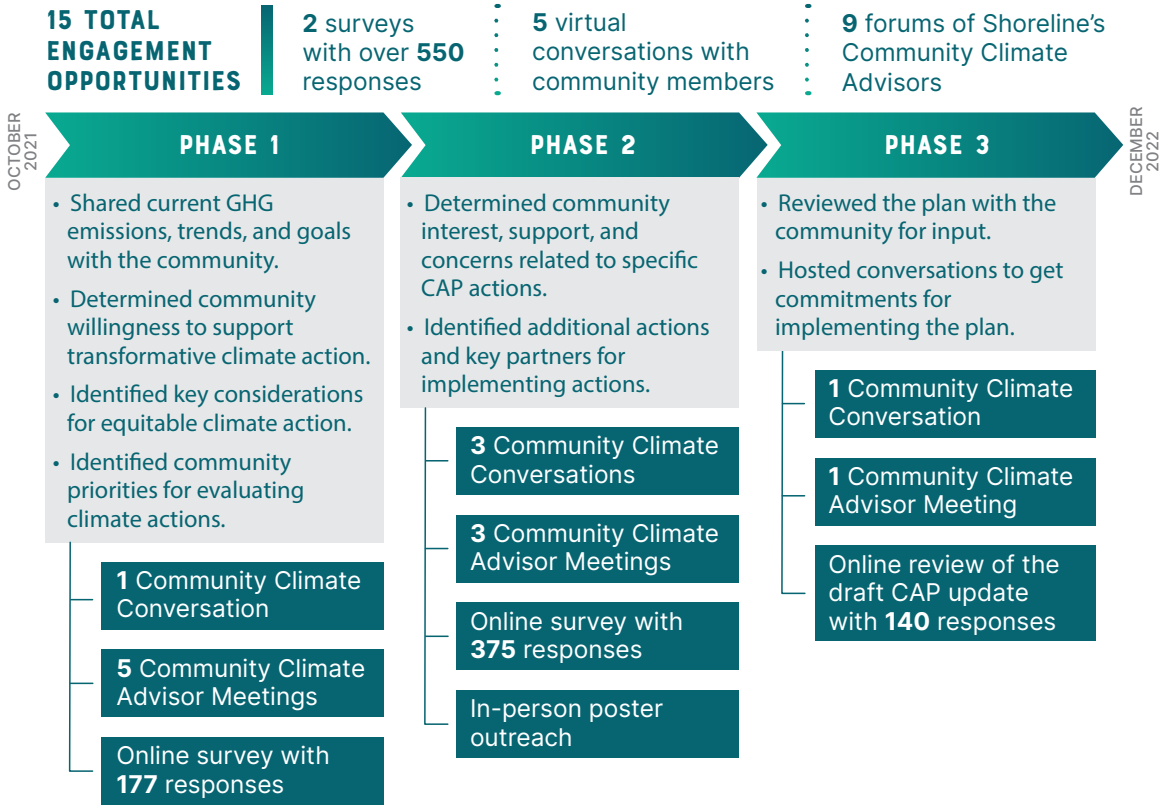 15 TOTAL
ENGAGEMENT
OPPORTUNITIES
2 surveys
with over 550
responses
5 virtual
conversations with
community members
9 forums of Shoreline's
Community Climate
Advisors
OCTOBER
2021
PHASE 1
PHASE 2
PHASE 3
DECEMBER
2022
• Shared current GHG
emissions, trends, and goals
with the community.
• Determined community
willingness to support
transformative climate action.
• Identified key considerations
for equitable climate action.
• Identified community
priorities for evaluating
climate actions.
1 Community Climate
Conversation
5 Community Climate
Advisor Meetings
Online survey with
177 responses
• Determined community
interest, support, and
concerns related to specific
CAP actions.
• Identified additional actions
and key partners for
implementing actions.
3 Community Climate
Conversations
3 Community Climate
Advisor Meetings
Online survey with
375 responses
In-person poster
outreach
• Reviewed the plan with the
community for input.
• Hosted conversations to get
commitments for
implementing the plan.
1 Community Climate
Conversation
1 Community Climate
Advisor Meeting
Online review of the
draft CAP update
with 140 responses